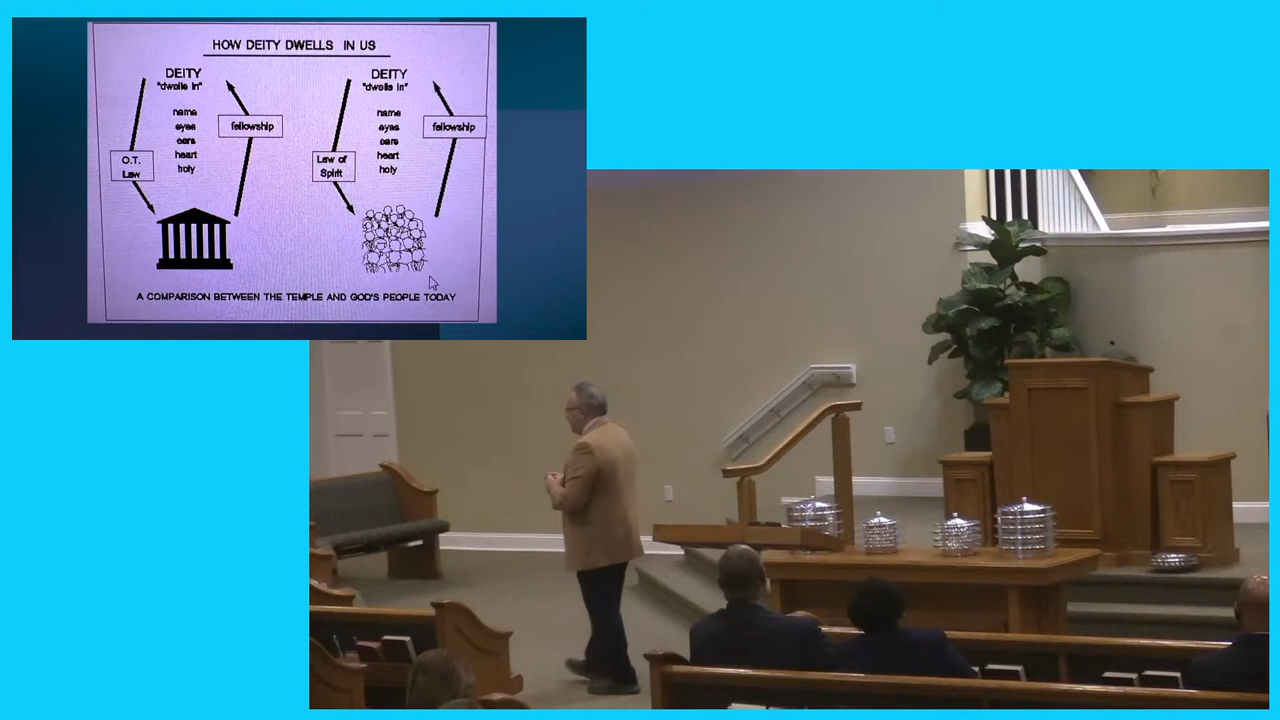 HOW DEITY DWELLS IN US
DEITY
"dwells in"
name
eyes
ears
heart
holy
O.T.
Law
fellowship
DEITY
"dwells in"
name
eyes
ears
heart
holy
Law of
Spirit
fellowship
A COMPARISON BETWEEN THE TEMPLE AND GOD'S PEOPLE TODAY